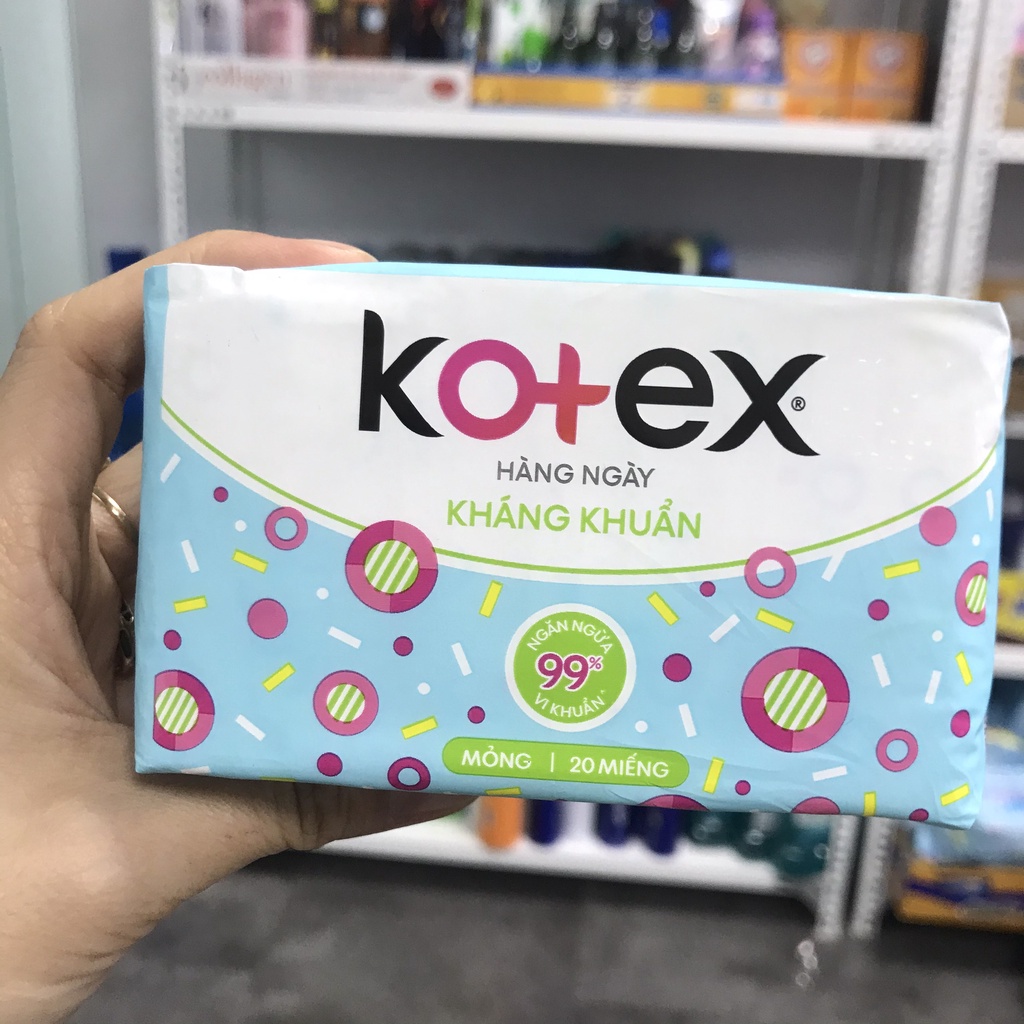 kotex®
HÀNG NGÀY
KHÁNG KHUẨN
NGĂN NGỪA
99%
VI KHUẨN^
MỎNG | 20 MIẾNG